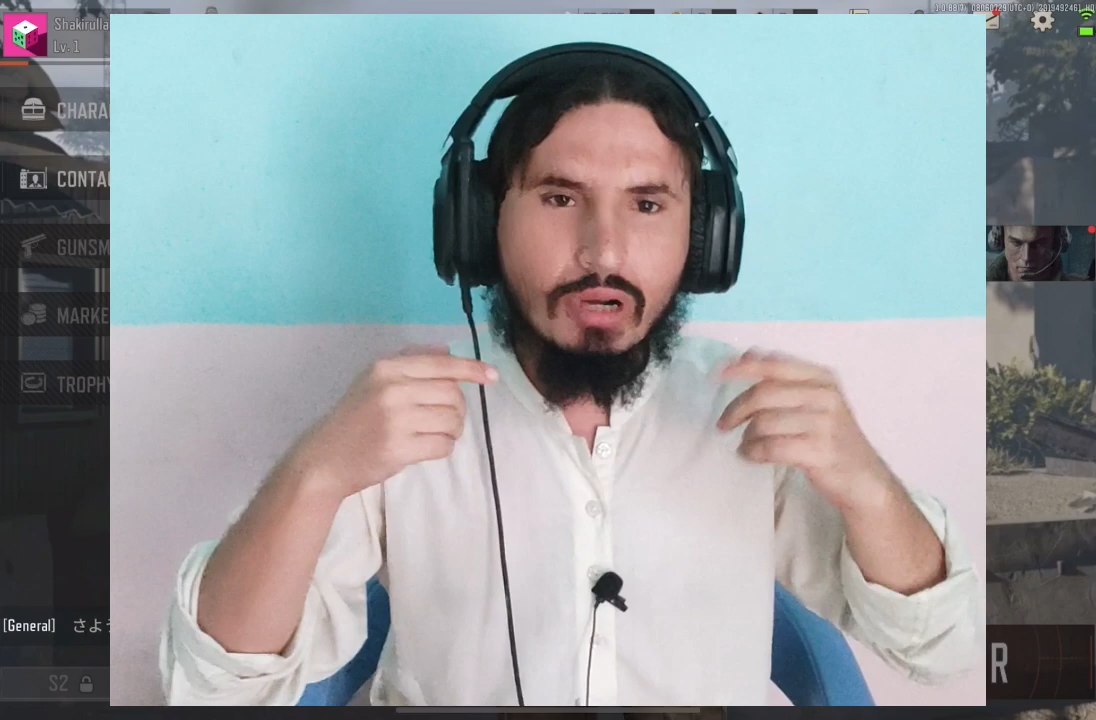 Shakirulla
Lv. 1
CHARA
CONTA
GUNSM
MARKE
TROPHY
[General] さよ
S2
R